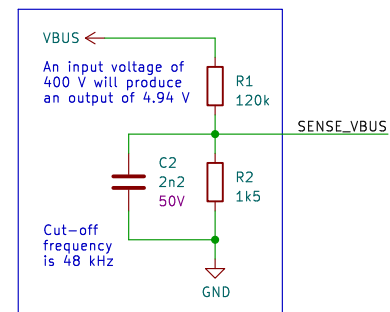 VBUS
An input voltage of
400 V will produce
an output of 4.94 V
R1
120k
SENSE_VBUS
C2
2n2
50V
R2
1k5
Cut-off
frequency
is 48 kHz
GND